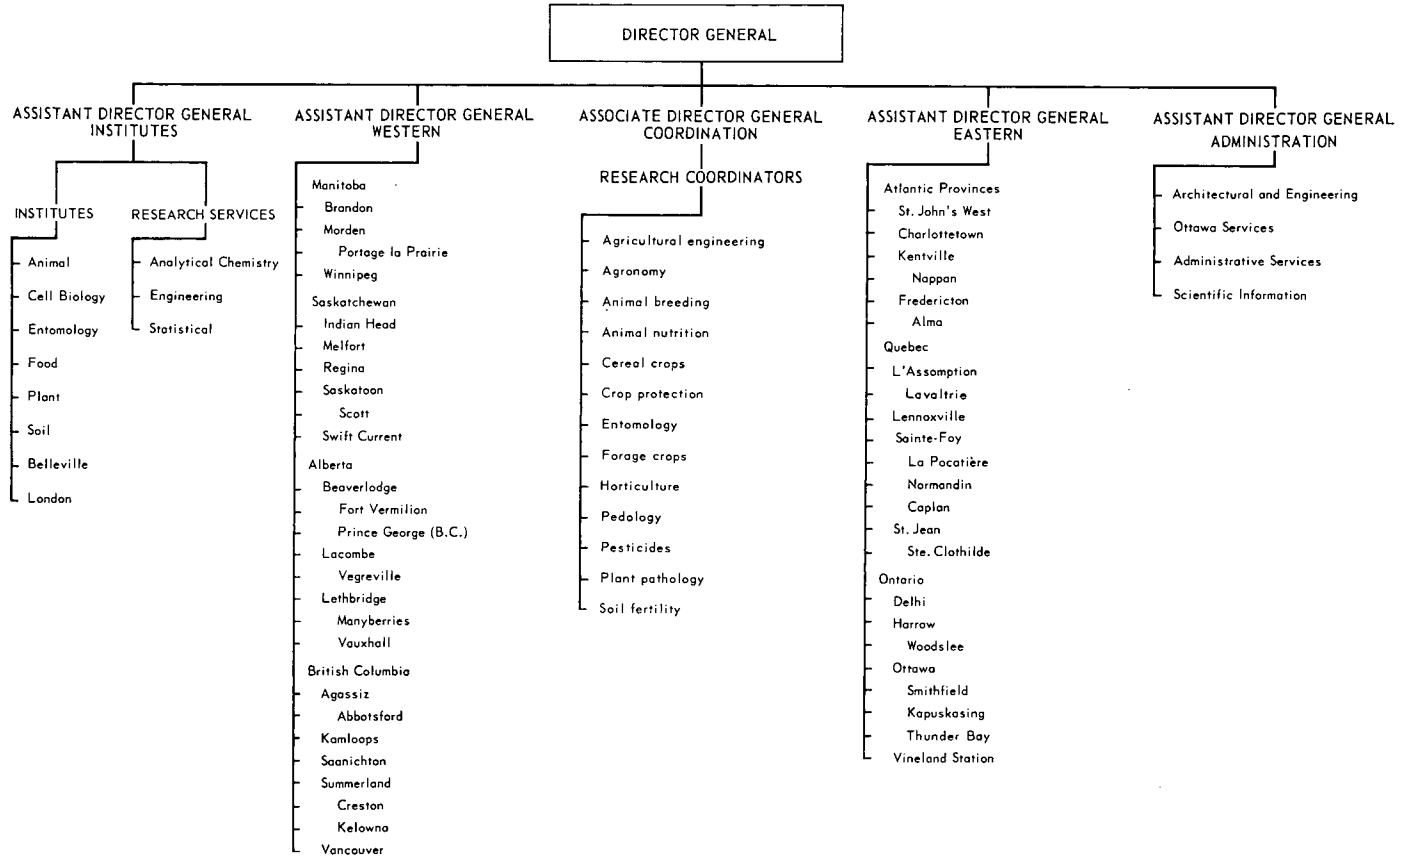 DIRECTOR GENERAL
ASSISTANT DIRECTOR GENERAL
INSTITUTES
INSTITUTES
Animal
Cell Biology
Entomology
Food
Plant
Soil
Belleville
London
RESEARCH SERVICES
Analytical Chemistry
Engineering
Statistical
ASSISTANT DIRECTOR GENERAL
WESTERN
Manitoba
Brandon
Morden
Portage la Prairie
Winnipeg
Saskatchewan
Indian Head
Melfort
Regina
Saskatoon
Scott
Swift Current
Alberta
Beaverlodge
Fort Vermilion
Prince George (B.C.)
Lacombe
Vegreville
Lethbridge
Manyberries
Vauxhall
British Columbia
Agassiz
Abbotsford
Kamloops
Saanichton
Summerland
Creston
Kelowna
Vancouver
ASSOCIATE DIRECTOR GENERAL
COORDINATION
RESEARCH COORDINATORS
Agricultural engineering
Agronomy
Animal breeding
Animal nutrition
Cereal crops
Crop protection
Entomology
Forage crops
Horticulture
Pedology
Pesticides
Plant pathology
Soil fertility
ASSISTANT DIRECTOR GENERAL
EASTERN
Atlantic Provinces
St. John's West
Charlottetown
Kentville
Nappan
Fredericton
Alma
Quebec
L'Assomption
Lavaltrie
Lennoxville
Sainte-Foy
La Pocatière
Normandin
Caplan
St. Jean
Ste. Clothilde
Ontario
Delhi
Harrow
Woodslee
Ottawa
Smithfield
Kapuskasing
Thunder Bay
Vineland Station
ASSISTANT DIRECTOR GENERAL
ADMINISTRATION
Architectural and Engineering
Ottawa Services
Administrative Services
Scientific Information